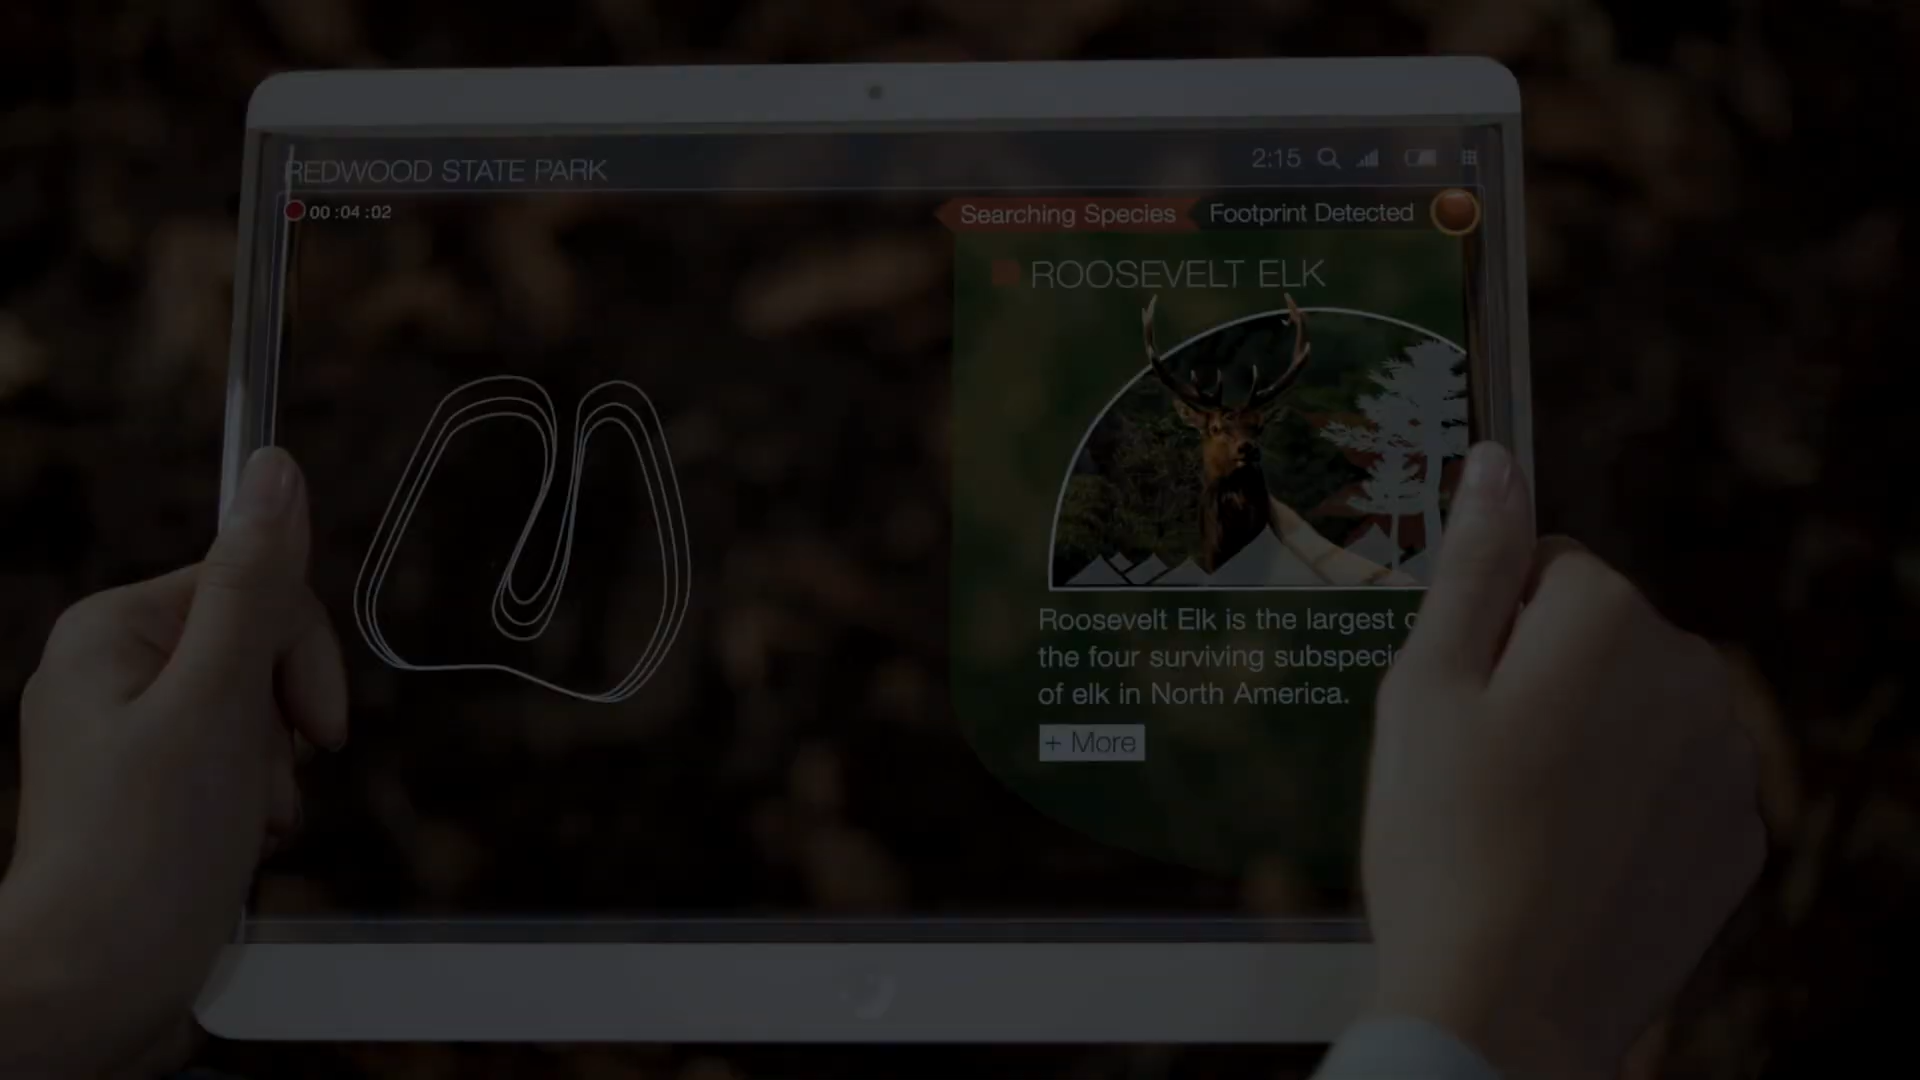 REDWOOD STATE PARK
2:15
00:04:02
Searching Species
Footprint Detected
ROOSEVELT ELK
Roosevelt Elk is the largest
the four surviving
of elk in North America.
+ More